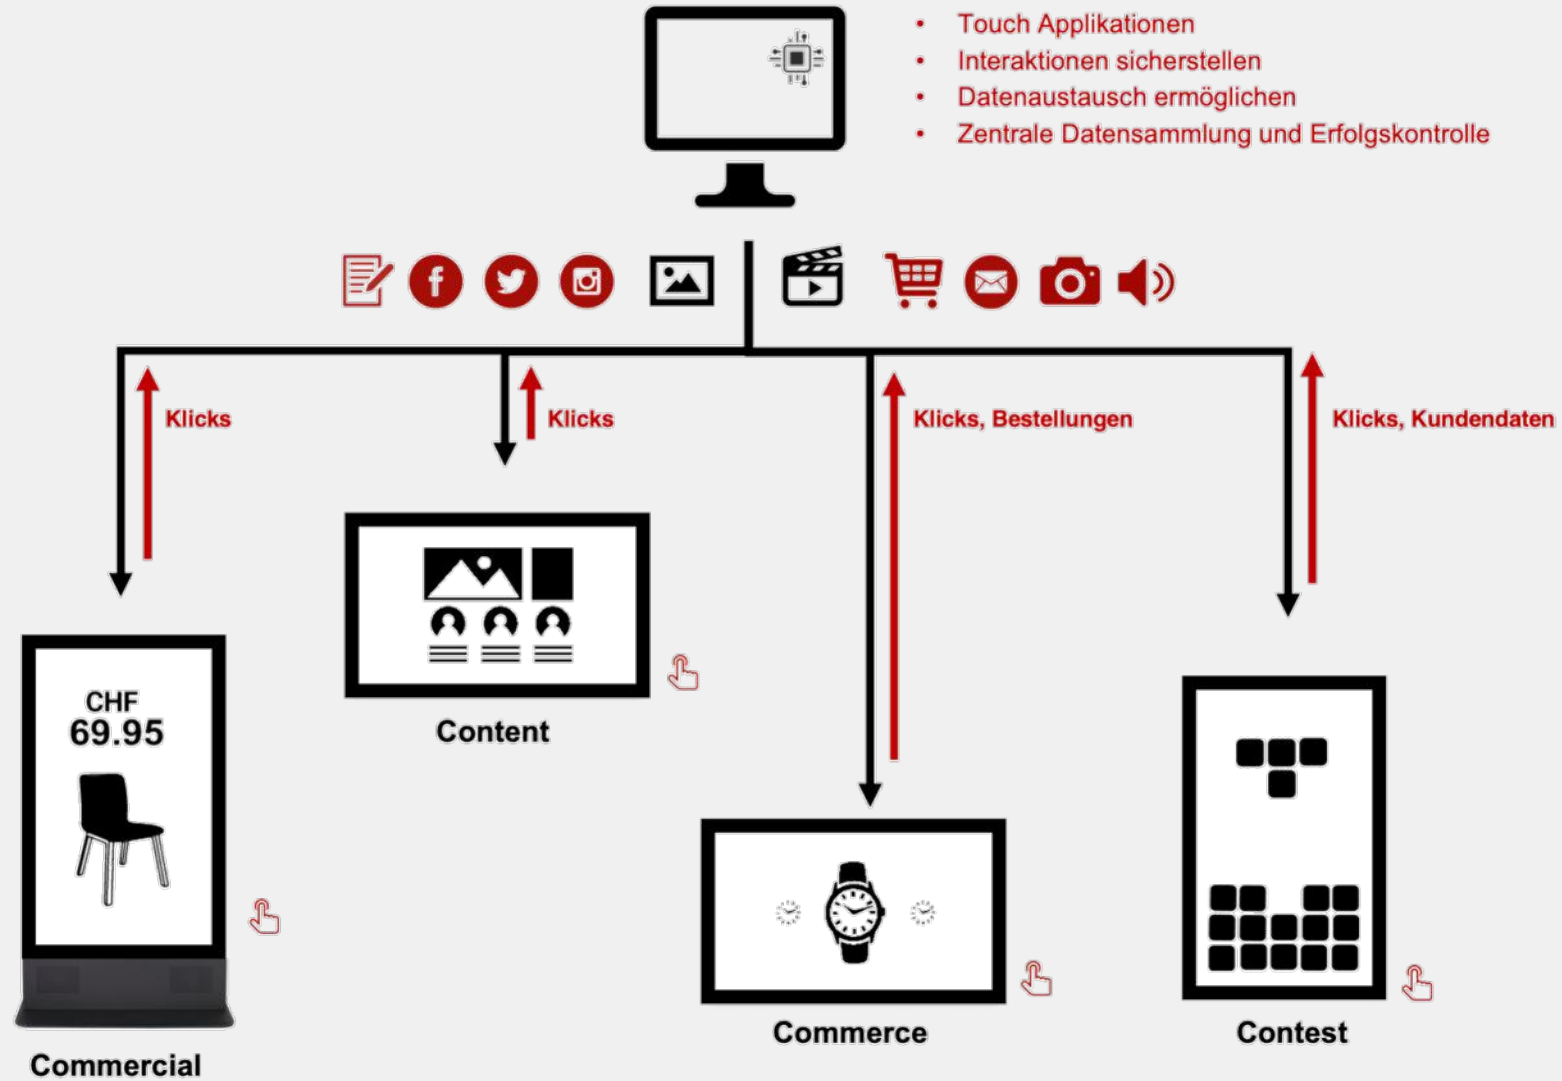 • Touch Applikationen
• Interaktionen sicherstellen
• Datenaustausch ermöglichen
• Zentrale Datensammlung und Erfolgskontrolle
Klicks
Klicks
Klicks, Bestellungen
Klicks, Kundendaten
CHF
69.95
Content
Commerce
Contest
Commercial